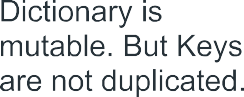 Dictionary is
mutable. But Keys
are not duplicated.